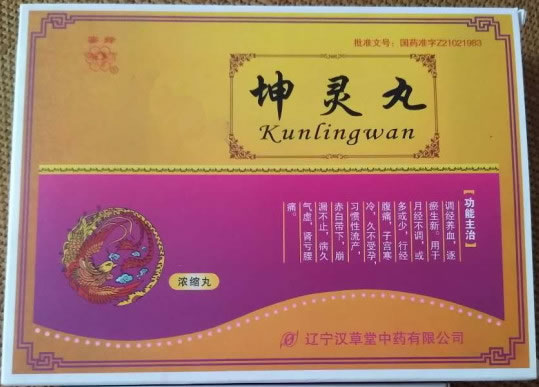 批准文号：国药准字Z21021983
坤灵丸
Kunlingwan
【功能主治】
调经养血，逐
瘀生新。用于
月经不调，或
多或少，行经
腹痛，子宫寒
冷，久不受孕，
习惯性流产，
赤白带下，崩
漏不止，病久
气虚，肾亏腰
痛。
浓缩丸
辽宁汉草堂中药有限公司